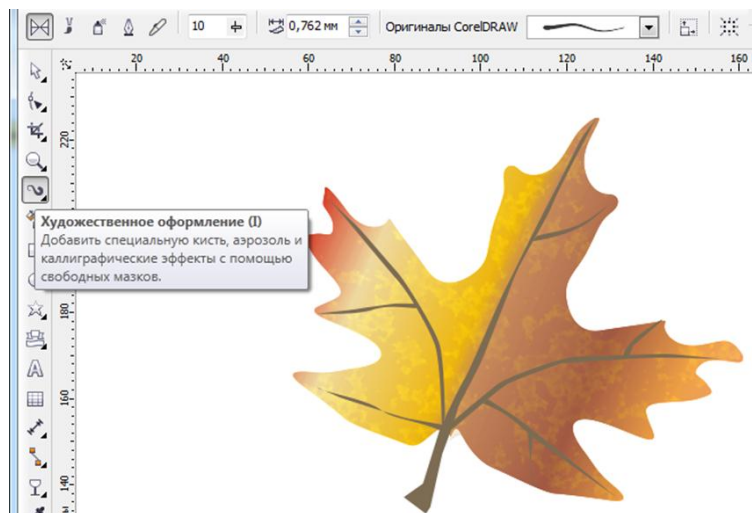 10 0,762 мм Оригиналы CorelDRAW
20 40 60 80 100 120 140 160
220
Художественное оформление (I)
Добавить специальную кисть, аэрозоль и
каллиграфические эффекты с помощью
свободных мазков.
180
160
140